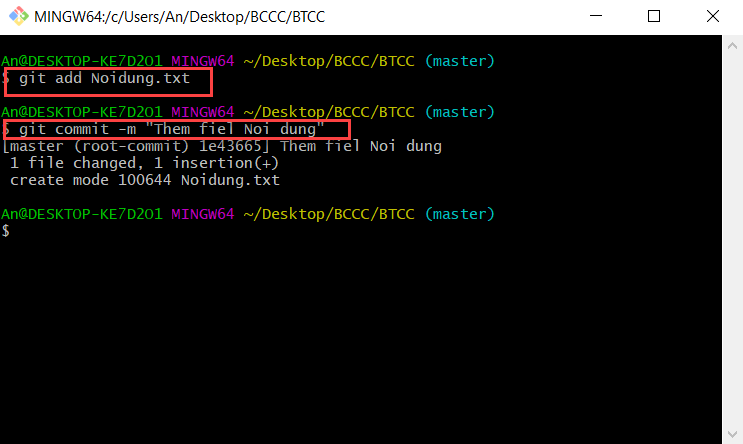 MINGW64:/c/Users/An/Desktop/BCCC/BTCC
An@DESKTOP-KE7D2O1 MINGW64 ~/Desktop/BCCC/BTCC (master)
$ git add Noidung.txt
An@DESKTOP-KE7D2O1 MINGW64 ~/Desktop/BCCC/BTCC (master)
$ git commit -m "Them fiel Noi dung"
[master (root-commit) 1e43665] Them fiel Noi dung
1 file changed, 1 insertion(+)
create mode 100644 Noidung.txt
An@DESKTOP-KE7D2O1 MINGW64 ~/Desktop/BCCC/BTCC (master)
$